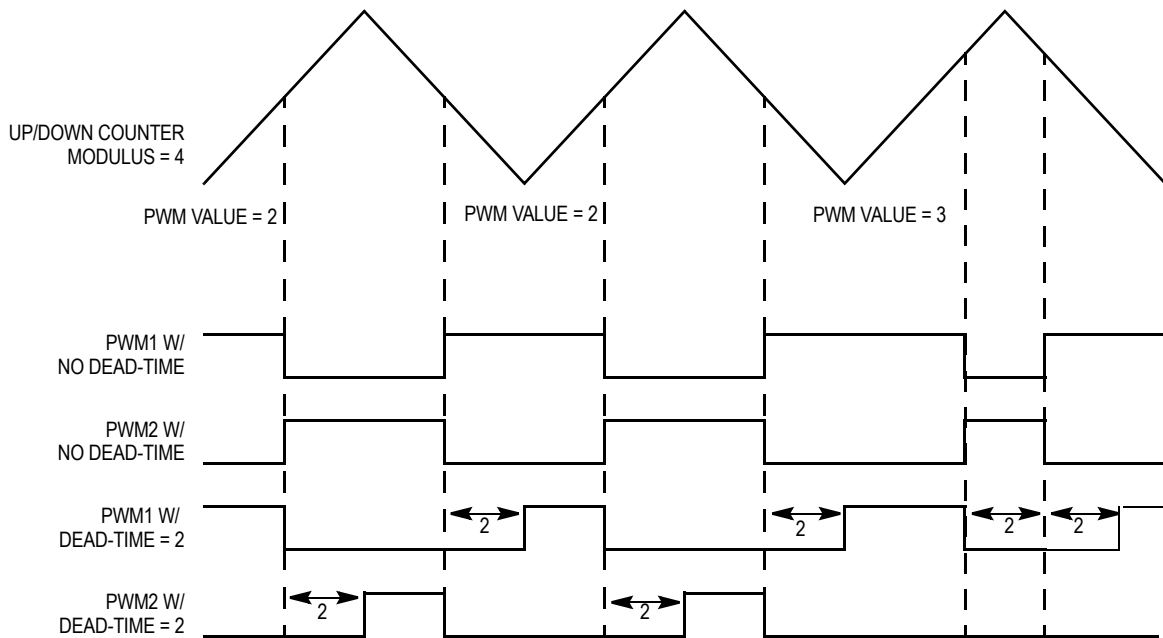 UP/DOWN COUNTER
MODULUS = 4
PWM VALUE = 2
PWM VALUE = 2
PWM VALUE = 3
PWM1 W/
NO DEAD-TIME
PWM2 W/
NO DEAD-TIME
PWM1 W/
DEAD-TIME = 2
2
2
2
2
PWM2 W/
DEAD-TIME = 2
2
2